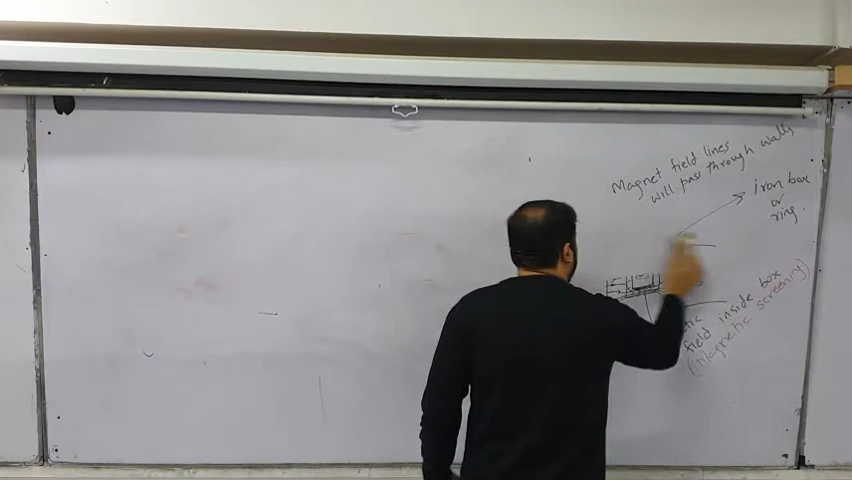 Magnet field lines
will pass through walls
iron box
or
ring.
field inside box
(Magnetic screening)